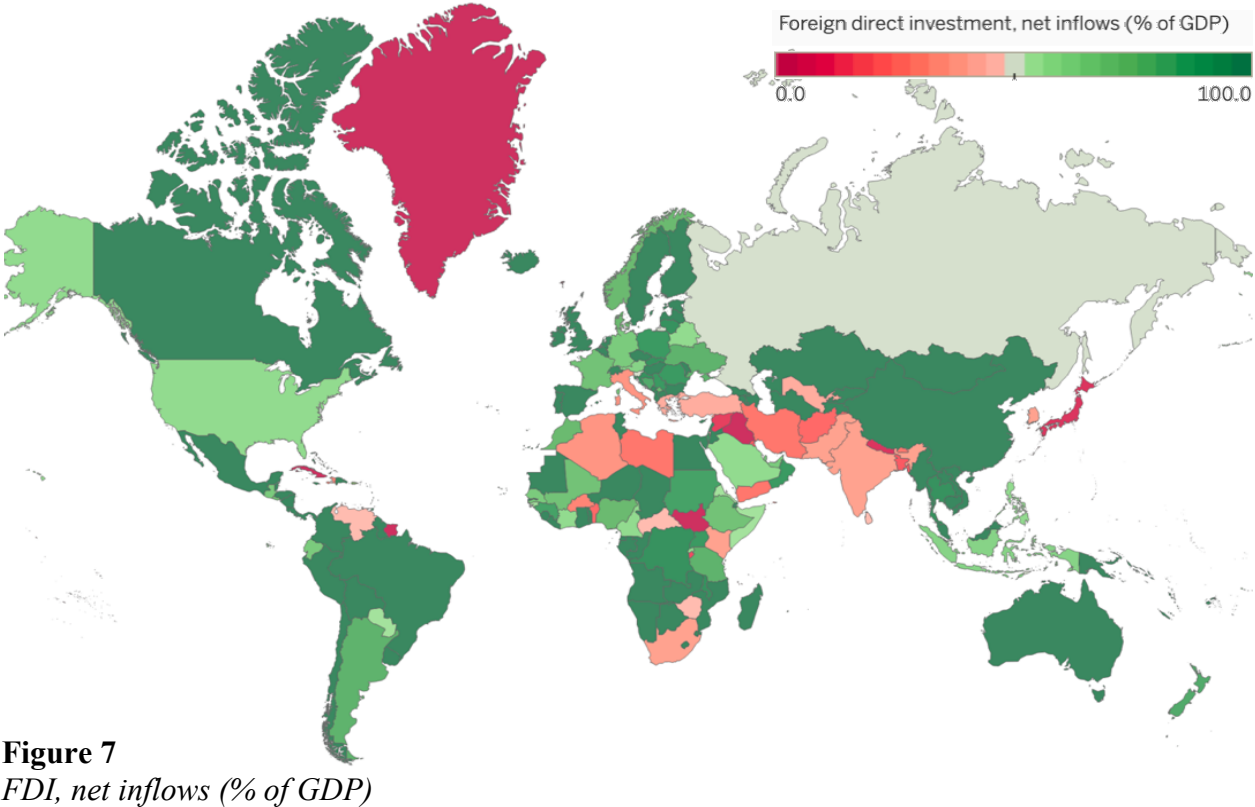 Foreign direct investment, net inflows (% of GDP)
0.0 100.0
Figure 7
FDI, net inflows (% of GDP)